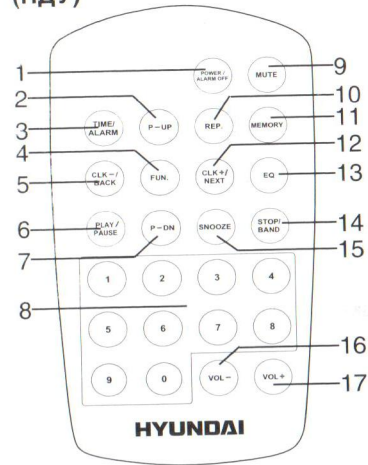 (ПДУ)
1 POWER / ALARM OFF MUTE 9
2 10
3 TIME/ ALARM P-UP REP. MEMORY 11
4 12
5 CLK-/ BACK FUN. CLK+/ NEXT EQ 13
6 PLAY/ PAUSE P-DN SNOOZE STOP/ BAND 14
7 15
8
1 2 3 4
5 6 7 8
9 0 VOL- VOL+
16
17
HYUNDAI